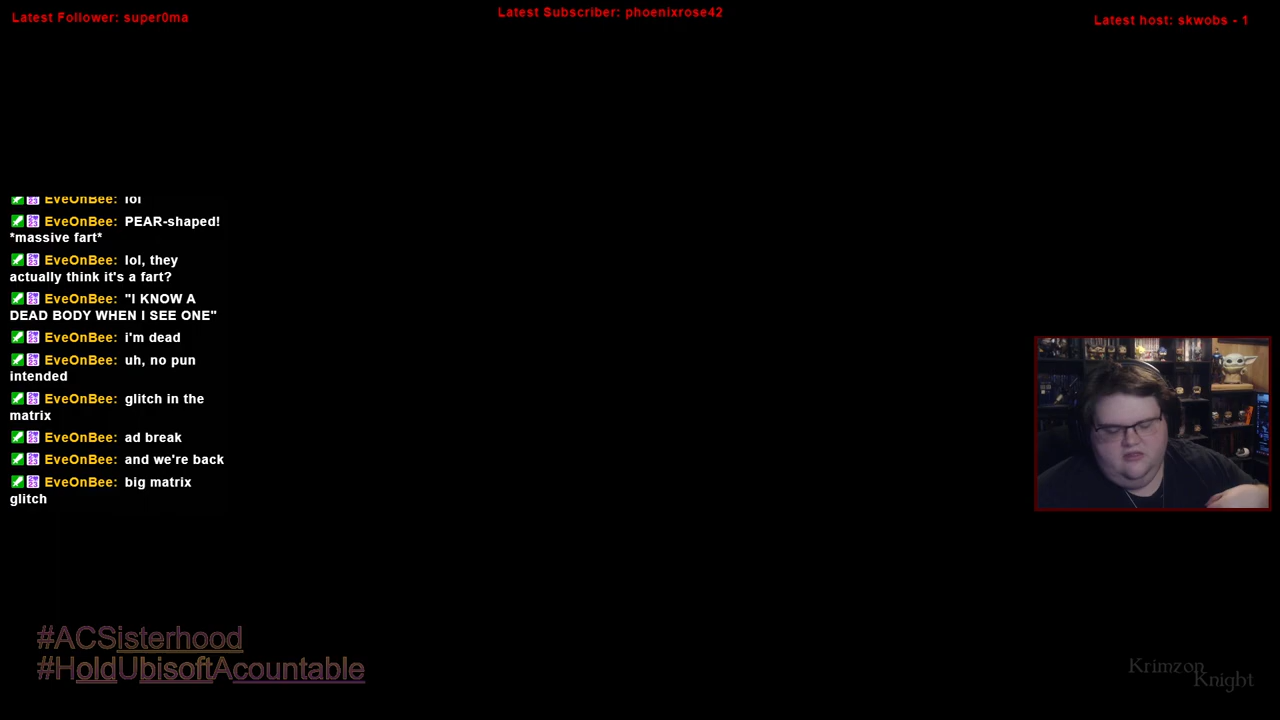 Latest Follower: super0ma
Latest Subscriber: phoenixrose42
Latest host: skwobs - 1
EveOnBee: lol
EveOnBee: PEAR-shaped!
*massive fart*
EveOnBee: lol, they
actually think it's a fart?
EveOnBee: "I KNOW A
DEAD BODY WHEN I SEE ONE"
EveOnBee: i'm dead
EveOnBee: uh, no pun
intended
EveOnBee: glitch in the
matrix
EveOnBee: ad break
EveOnBee: and we're back
EveOnBee: big matrix
glitch
#ACSisterhood
#HoldUbisoftAcountable
Krimzon
Knight